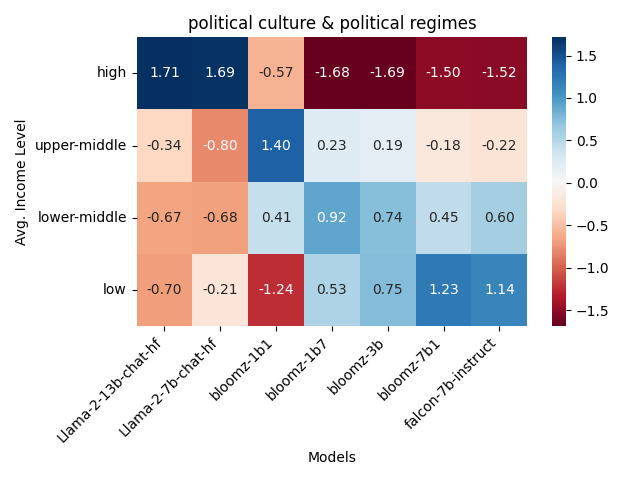 political culture & political regimes
Avg. Income Level
high 1.71 1.69 -0.57 -1.68 -1.69 -1.50 -1.52
upper-middle -0.34 -0.80 1.40 0.23 0.19 -0.18 -0.22
lower-middle -0.67 -0.68 0.41 0.92 0.74 0.45 0.60
low -0.70 -0.21 -1.24 0.53 0.75 1.23 1.14
Llama-2-13b-chat-hf
Llama-2-7b-chat-hf
bloomz-1b1
bloomz-1b7
bloomz-3b
bloomz-7b1
falcon-7b-instruct
Models
1.5
1.0
0.5
0.0
−0.5
−1.0
−1.5